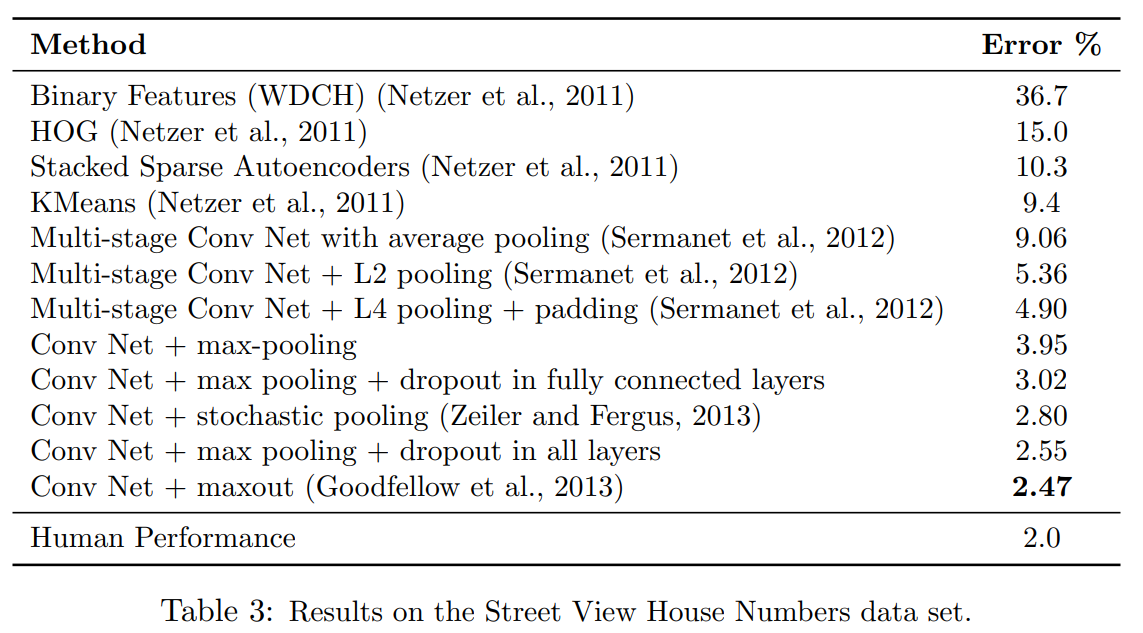 Method Error %
Binary Features (WDCH) (Netzer et al., 2011) 36.7
HOG (Netzer et al., 2011) 15.0
Stacked Sparse Autoencoders (Netzer et al., 2011) 10.3
KMeans (Netzer et al., 2011) 9.4
Multi-stage Conv Net with average pooling (Sermanet et al., 2012) 9.06
Multi-stage Conv Net + L2 pooling (Sermanet et al., 2012) 5.36
Multi-stage Conv Net + L4 pooling + padding (Sermanet et al., 2012) 4.90
Conv Net + max-pooling 3.95
Conv Net + max pooling + dropout in fully connected layers 3.02
Conv Net + stochastic pooling (Zeiler and Fergus, 2013) 2.80
Conv Net + max pooling + dropout in all layers 2.55
Conv Net + maxout (Goodfellow et al., 2013) 2.47
Human Performance 2.0
Table 3: Results on the Street View House Numbers data set.